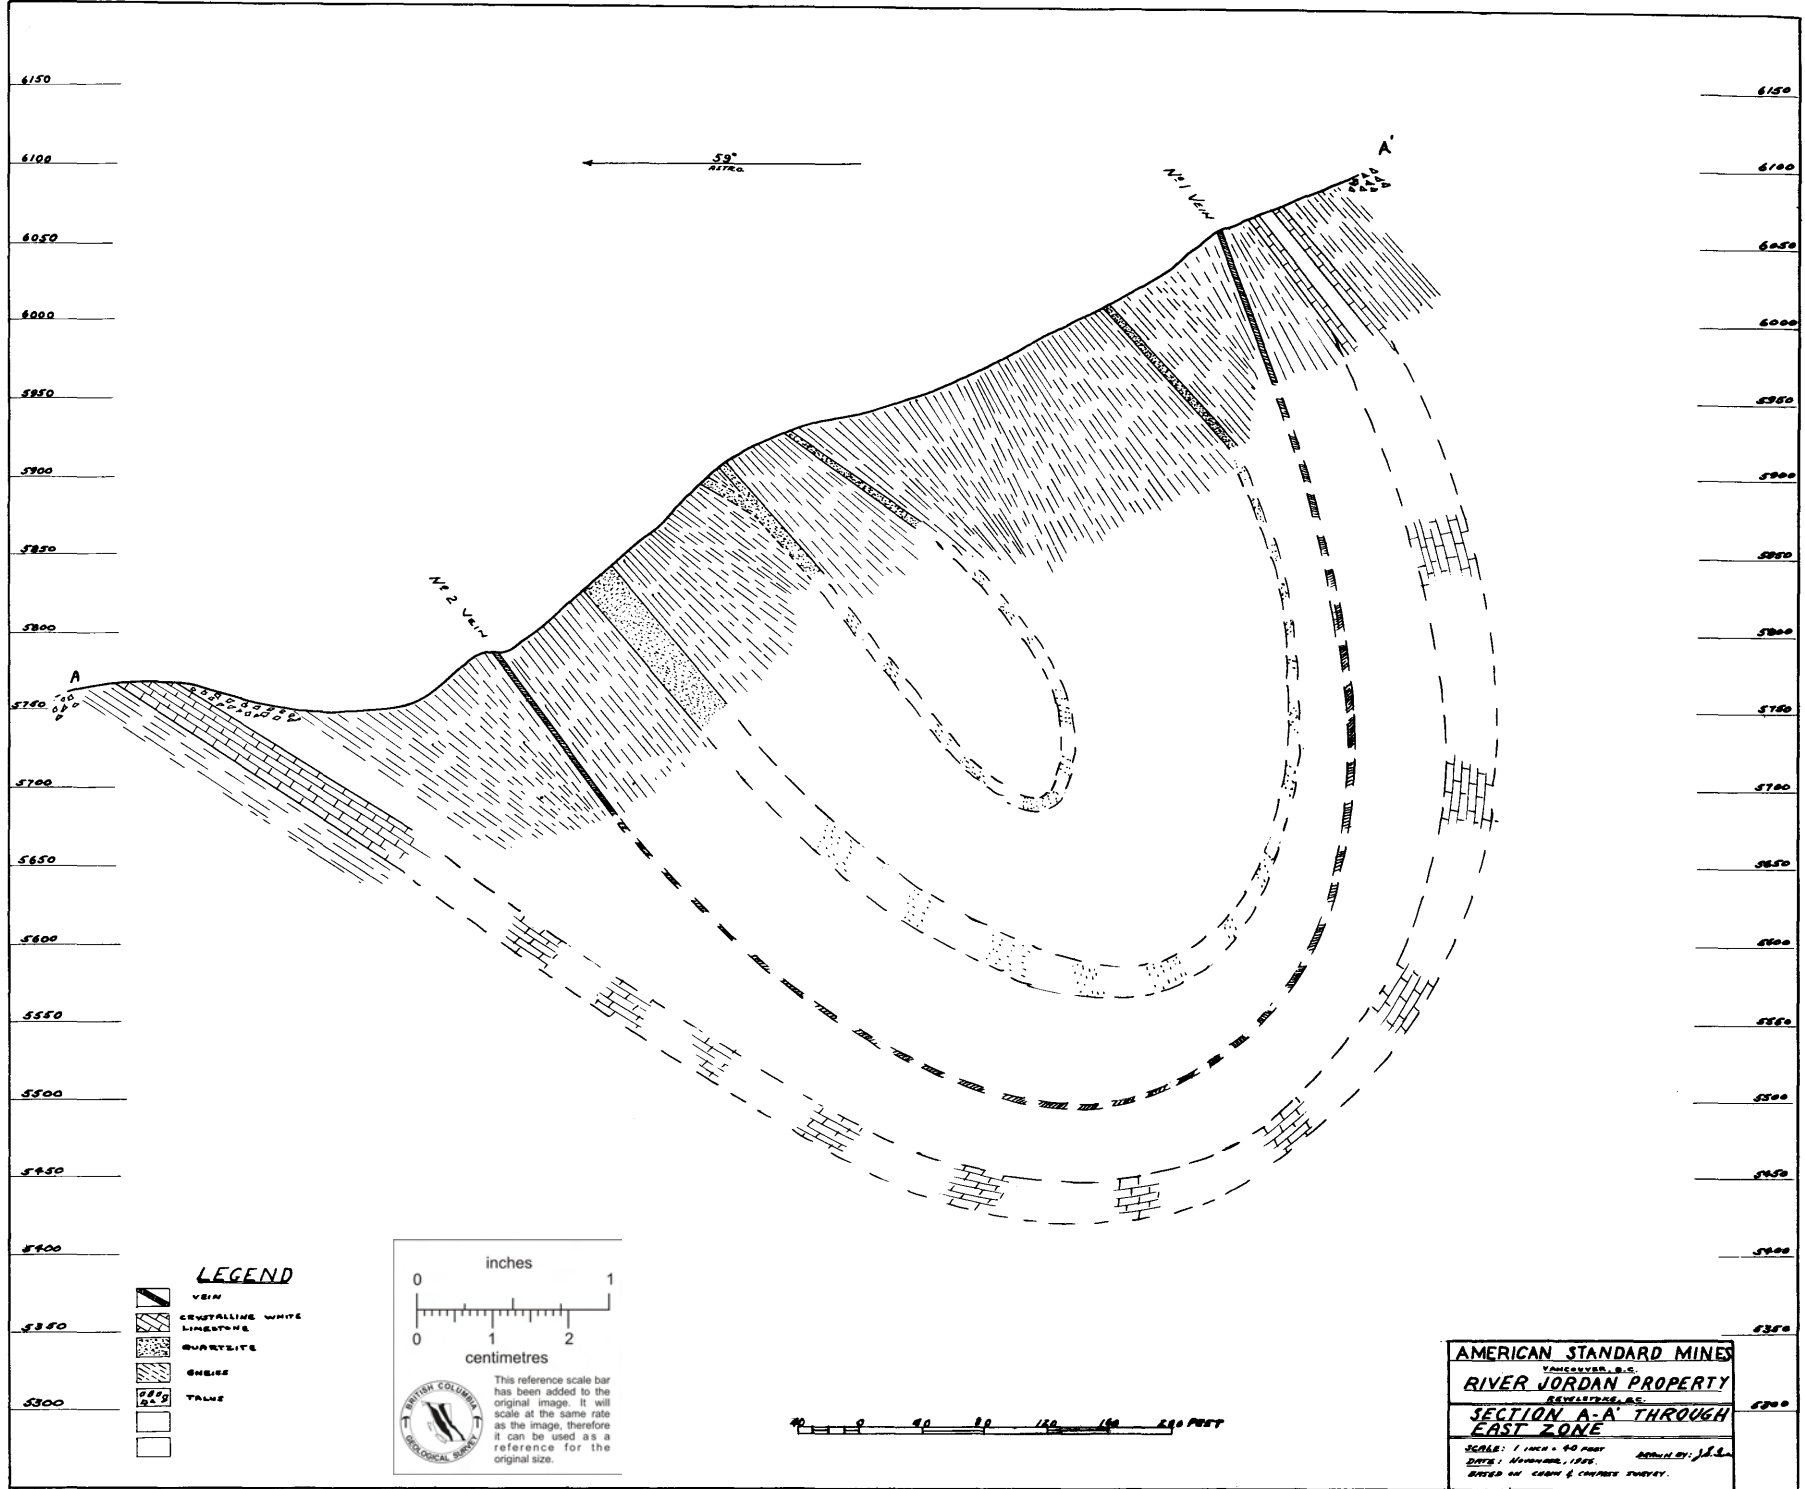 6150
6100
6050
6000
5950
5900
5850
5800
5750
5700
5650
5600
5550
5500
5450
5400
5350
5300
6150
6100
6050
6000
5950
5900
5850
5800
5750
5700
5650
5600
5550
5500
5450
5400
5350
5300
59°
ASTRO.
A'
Nº1 VEIN
Nº 2 VEIN
A
LEGEND
VEIN
CRYSTALLINE WHITE
LIMESTONE
QUARTZITE
GNEISS
TALUS
inches
0 1
0 1 2
centimetres
This reference scale bar
has been added to the
original image. It will
scale at the same rate
as the image, therefore
it can be used as a
reference for the
original size.
BRITISH COLUMBIA
GEOLOGICAL SURVEY
40 0 40 80 120 160 200 FEET
AMERICAN STANDARD MINES
VANCOUVER, B.C.
RIVER JORDAN PROPERTY
REVELSTOKE, B.C.
SECTION A-A' THROUGH
EAST ZONE
SCALE: 1 INCH = 40 FEET
DRAWN BY:
DATE: NOVEMBER, 1956.
BASED ON CHAIN & COMPASS SURVEY.